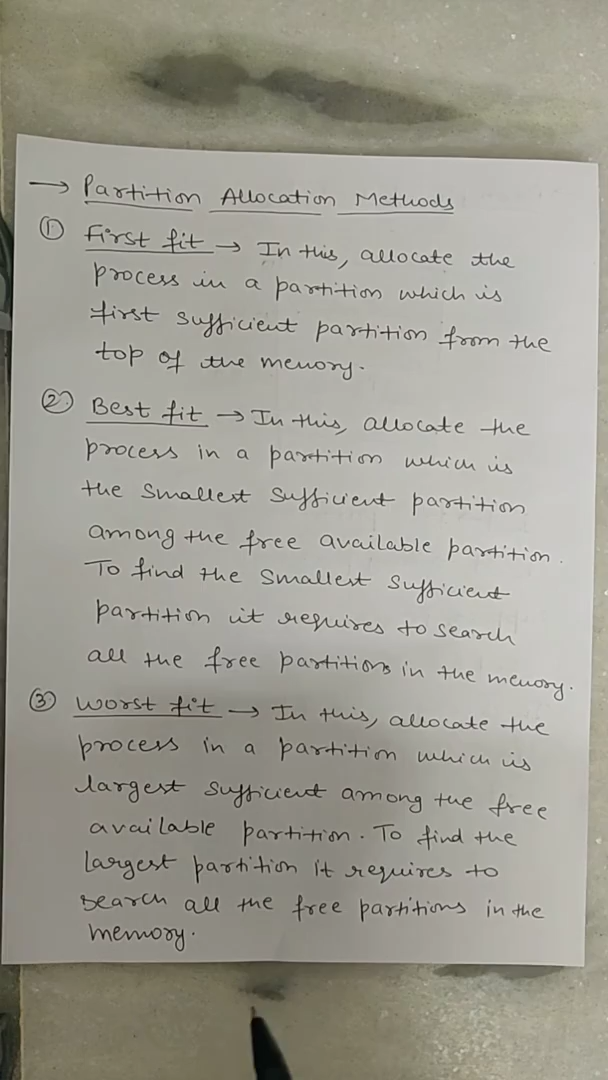 → Partition Allocation Methods
① First fit → In this, allocate the
process in a partition which is
first sufficient partition from the
top of the memory.
② Best fit → In this, allocate the
process in a partition which is
the smallest sufficient partition
among the free available partition.
To find the smallest sufficient
partition it requires to search
all the free partitions in the memory.
③ Worst fit → In this, allocate the
process in a partition which is
largest sufficient among the free
available partition. To find the
largest partition it requires to
search all the free partitions in the
memory.